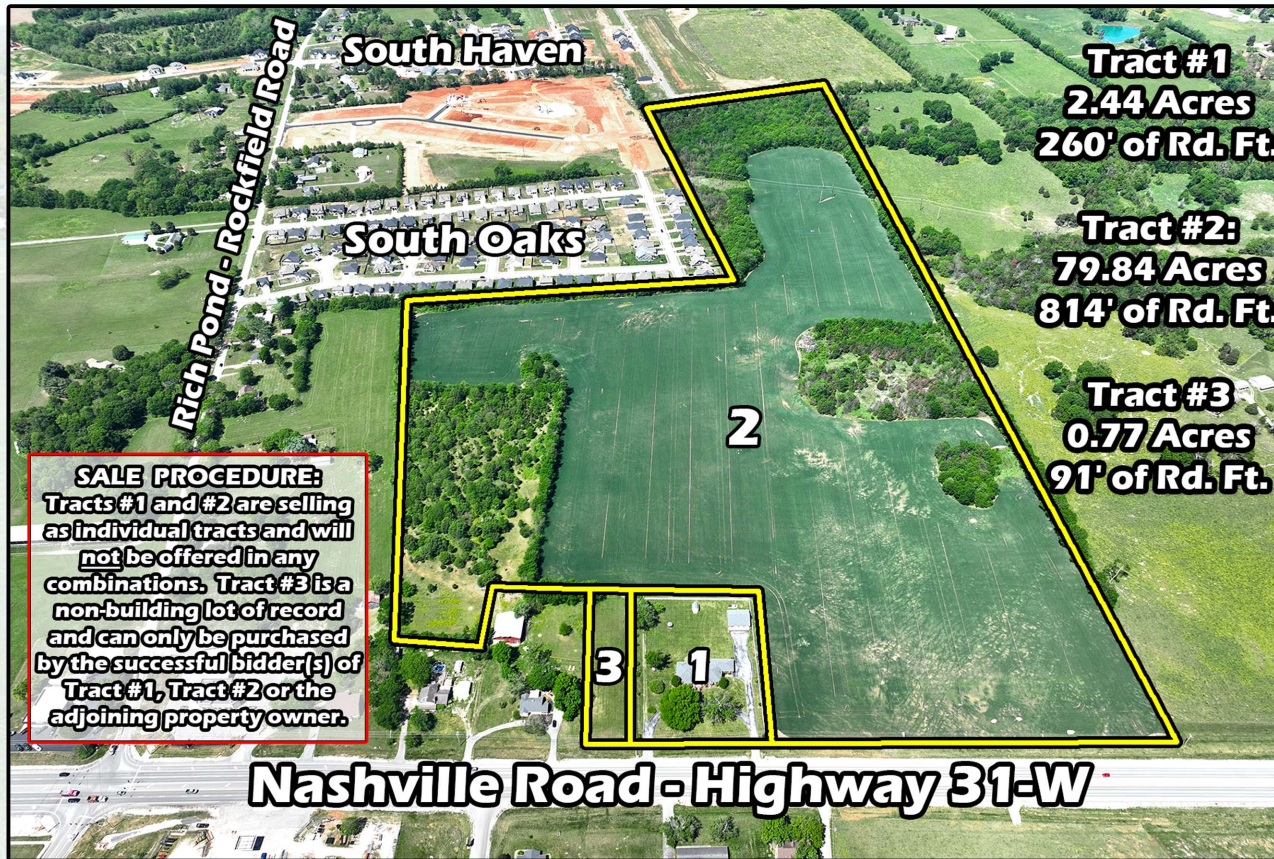 South Haven
Tract #1
2.44 Acres
260' of Rd. Ft.
South Oaks
Rich Pond - Rockfield Road
Tract #2:
79.84 Acres
814' of Rd. Ft.
Tract #3
0.77 Acres
91' of Rd. Ft.
2
SALE PROCEDURE:
Tracts #1 and #2 are selling
as individual tracts and will
not be offered in any
combinations. Tract #3 is a
non-building lot of record
and can only be purchased
by the successful bidder(s) of
Tract #1, Tract #2 or the
adjoining property owner.
3
1
Nashville Road - Highway 31-W